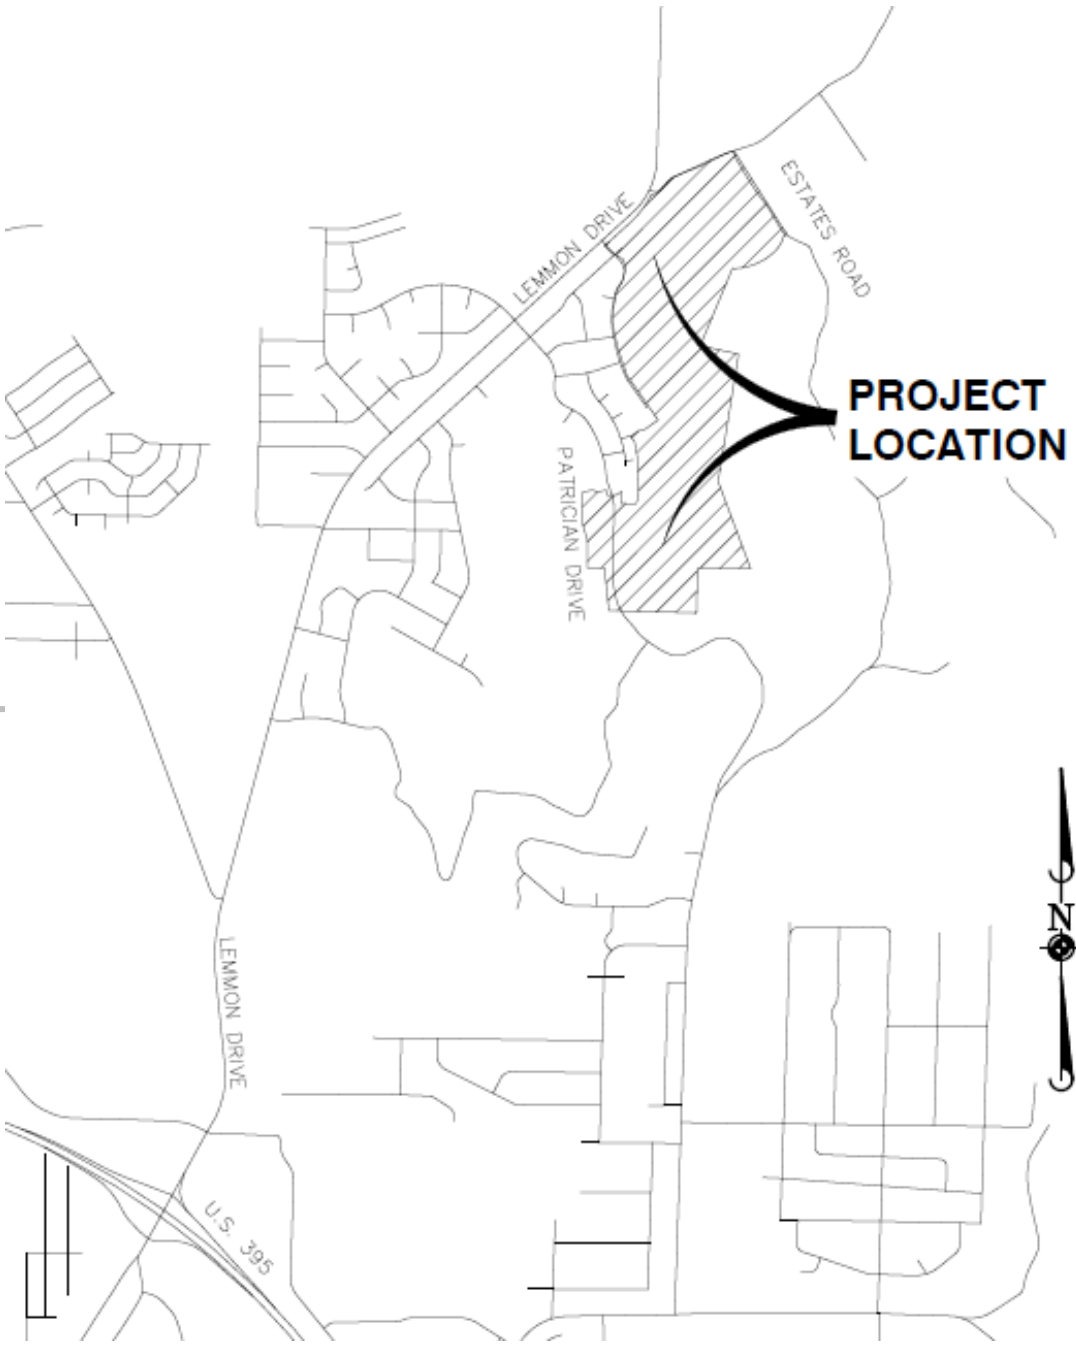 ESTATES ROAD
LEMMON DRIVE
PROJECT
LOCATION
PATRICIAN DRIVE
N
LEMMON DRIVE
U.S. 395